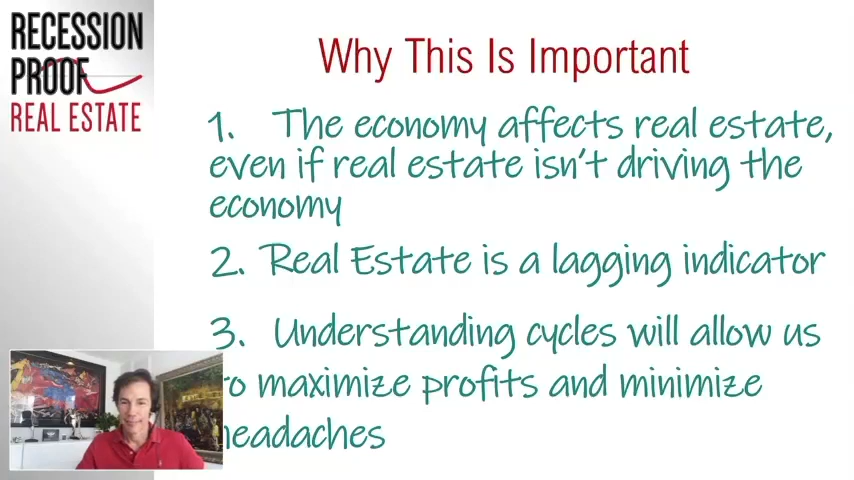 RECESSION
PROOF
REAL ESTATE
Why This Is Important
1. The economy affects real estate,
even if real estate isn't driving the
economy
2. Real Estate is a lagging indicator
3. Understanding cycles will allow us
to maximize profits and minimize
headaches